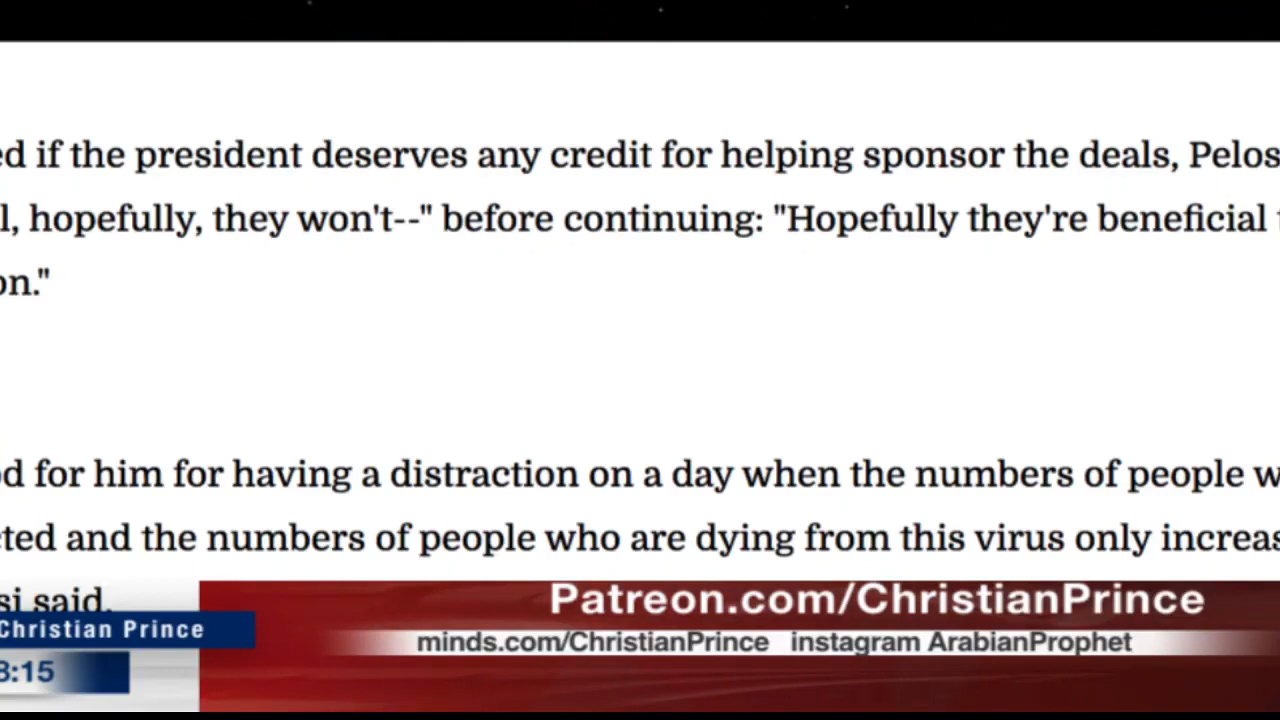 ed if the president deserves any credit for helping sponsor the deals, Pelos
l, hopefully, they won't--" before continuing: "Hopefully they're beneficial t
on."
od for him for having a distraction on a day when the numbers of people w
cted and the numbers of people who are dying from this virus only increas
si said.
Patreon.com/ChristianPrince
Christian Prince
minds.com/ChristianPrince instagram ArabianProphet
8:15